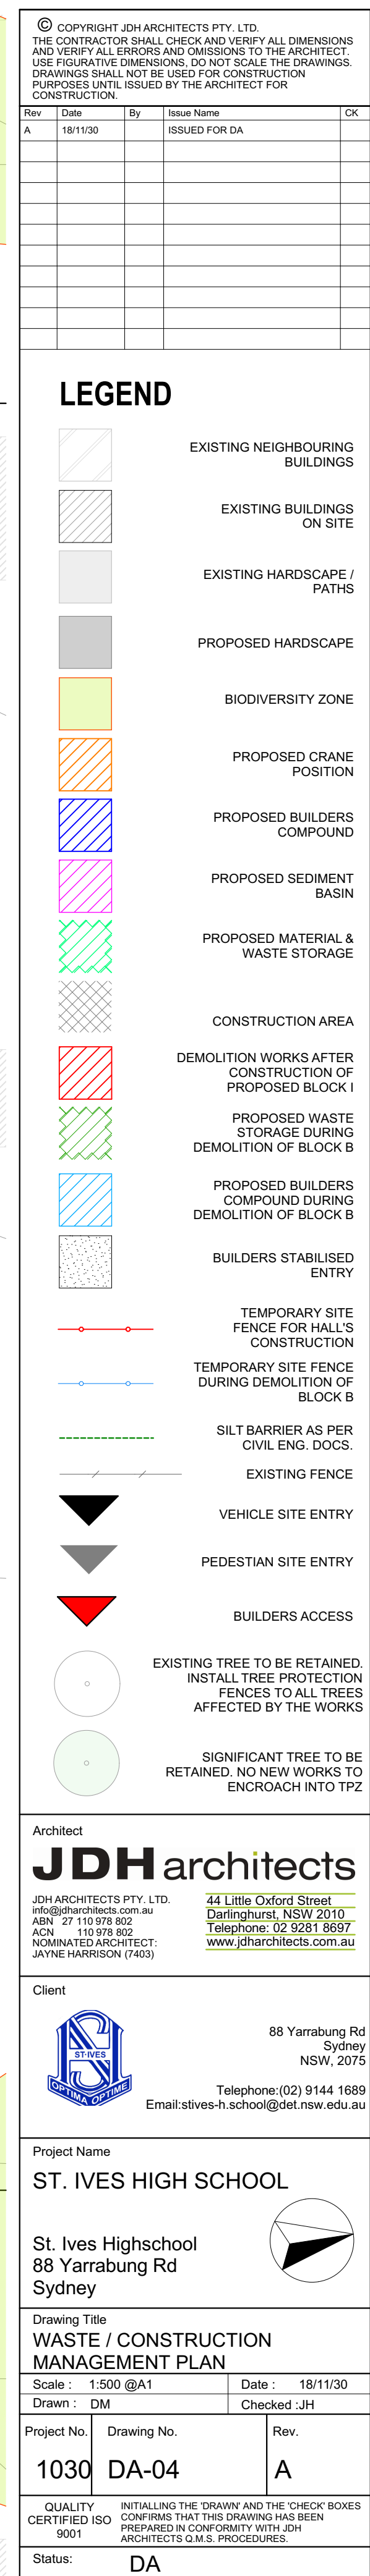 © COPYRIGHT JDH ARCHITECTS PTY. LTD.
THE CONTRACTOR SHALL CHECK AND VERIFY ALL DIMENSIONS
AND VERIFY ALL ERRORS AND OMISSIONS TO THE ARCHITECT.
USE FIGURATIVE DIMENSIONS, DO NOT SCALE THE DRAWINGS.
DRAWINGS SHALL NOT BE USED FOR CONSTRUCTION
PURPOSES UNTIL ISSUED BY THE ARCHITECT FOR
CONSTRUCTION.
Rev Date By Issue Name CK
A 18/11/30 ISSUED FOR DA
LEGEND
EXISTING NEIGHBOURING
BUILDINGS
EXISTING BUILDINGS
ON SITE
EXISTING HARDSCAPE /
PATHS
PROPOSED HARDSCAPE
BIODIVERSITY ZONE
PROPOSED CRANE
POSITION
PROPOSED BUILDERS
COMPOUND
PROPOSED SEDIMENT
BASIN
PROPOSED MATERIAL &
WASTE STORAGE
CONSTRUCTION AREA
DEMOLITION WORKS AFTER
CONSTRUCTION OF
PROPOSED BLOCK I
PROPOSED WASTE
STORAGE DURING
DEMOLITION OF BLOCK B
PROPOSED BUILDERS
COMPOUND DURING
DEMOLITION OF BLOCK B
BUILDERS STABILISED
ENTRY
TEMPORARY SITE
FENCE FOR HALL'S
CONSTRUCTION
TEMPORARY SITE FENCE
DURING DEMOLITION OF
BLOCK B
SILT BARRIER AS PER
CIVIL ENG. DOCS.
EXISTING FENCE
VEHICLE SITE ENTRY
PEDESTIAN SITE ENTRY
BUILDERS ACCESS
EXISTING TREE TO BE RETAINED.
INSTALL TREE PROTECTION
FENCES TO ALL TREES
AFFECTED BY THE WORKS
SIGNIFICANT TREE TO BE
RETAINED. NO NEW WORKS TO
ENCROACH INTO TPZ
Architect
JDH architects
JDH ARCHITECTS PTY. LTD.
info@jdharchitects.com.au
ABN 27 110 978 802
ACN 110 978 802
NOMINATED ARCHITECT:
JAYNE HARRISON (7403)
44 Little Oxford Street
Darlinghurst, NSW 2010
Telephone: 02 9281 8697
www.jdharchitects.com.au
Client
ST·IVES
OPTIMA OPTIME
88 Yarrabung Rd
Sydney
NSW, 2075
Telephone:(02) 9144 1689
Email:stives-h.school@det.nsw.edu.au
Project Name
ST. IVES HIGH SCHOOL
St. Ives Highschool
88 Yarrabung Rd
Sydney
Drawing Title
WASTE / CONSTRUCTION
MANAGEMENT PLAN
Scale : 1:500 @A1 Date : 18/11/30
Drawn : DM Checked :JH
Project No. Drawing No. Rev.
1030 DA-04 A
QUALITY
CERTIFIED ISO
9001
INITIALLING THE 'DRAWN' AND THE 'CHECK' BOXES
CONFIRMS THAT THIS DRAWING HAS BEEN
PREPARED IN CONFORMITY WITH JDH
ARCHITECTS Q.M.S. PROCEDURES.
Status: DA